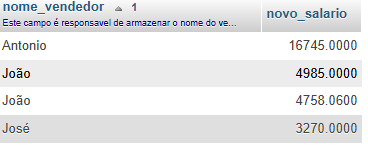 nome_vendedor 1 novo_salario
Este campo é responsavel de armazenar o nome do ve...
Antonio 16745.0000
João 4985.0000
João 4758.0600
José 3270.0000